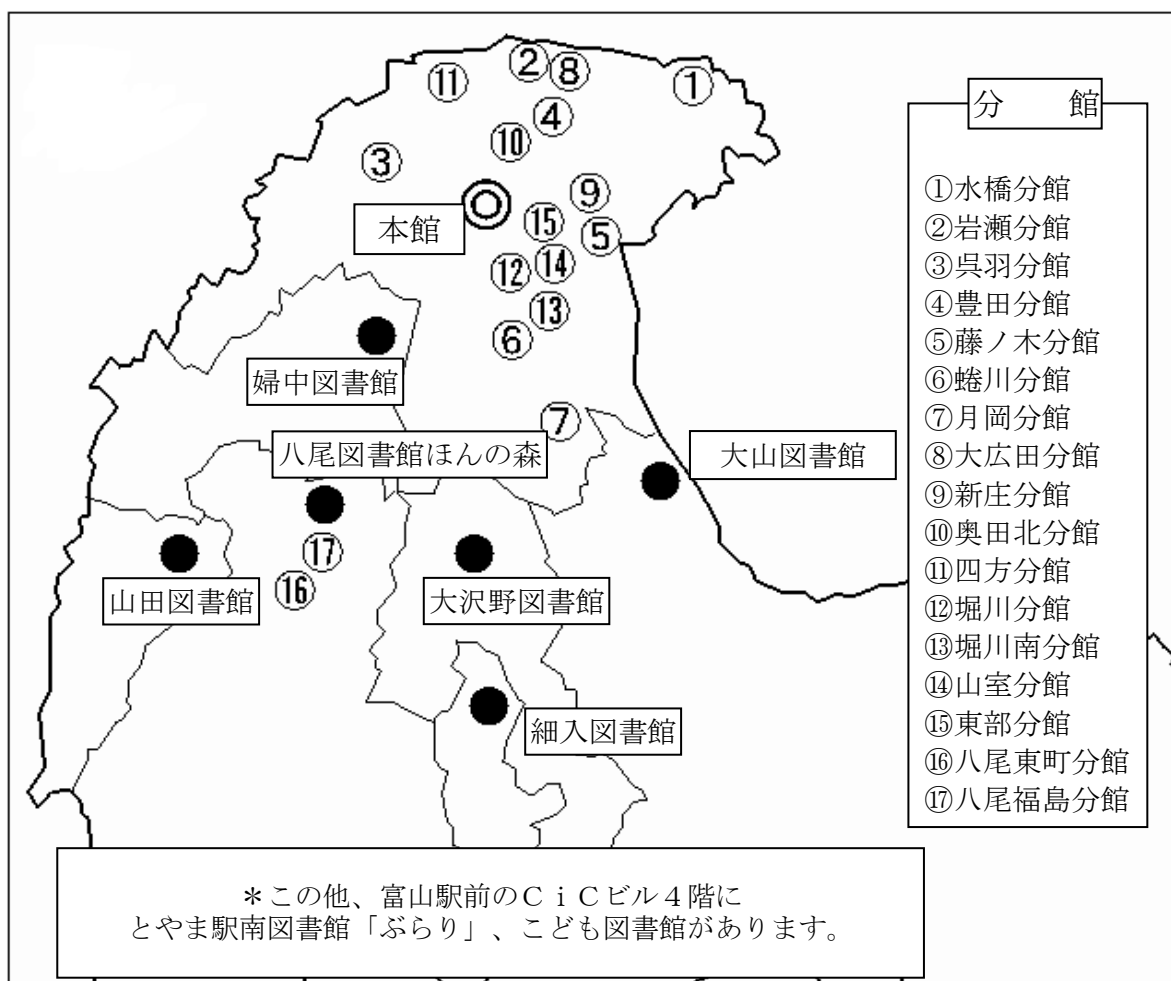 ②
⑪
⑧
①
④
⑩
③
⑨
本館
⑮
⑤
⑫
⑭
⑬
⑥
婦中図書館
⑦
八尾図書館ほんの森
大山図書館
⑰
⑯
山田図書館
大沢野図書館
細入図書館
分　　館
①水橋分館
②岩瀬分館
③呉羽分館
④豊田分館
⑤藤ノ木分館
⑥蜷川分館
⑦月岡分館
⑧大広田分館
⑨新庄分館
⑩奥田北分館
⑪四方分館
⑫堀川分館
⑬堀川南分館
⑭山室分館
⑮東部分館
⑯八尾東町分館
⑰八尾福島分館
＊この他、富山駅前のＣｉＣビル４階に
とやま駅南図書館「ぶらり」、こども図書館があります。